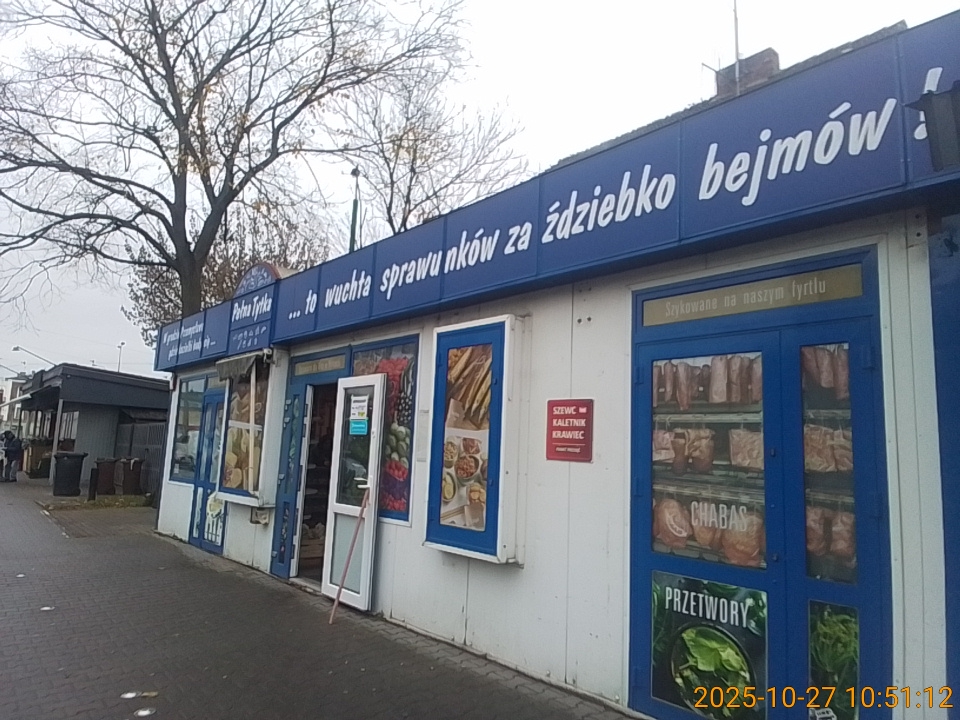 Pełna Tytka
... to wuchta sprawunków za ździebko bejmów !
Szykowane na naszym fyrtlu
SZEWC
KALETNIK
KRAWIEC
CHABAS
PRZETWORY
2025-10-27 10:51:12